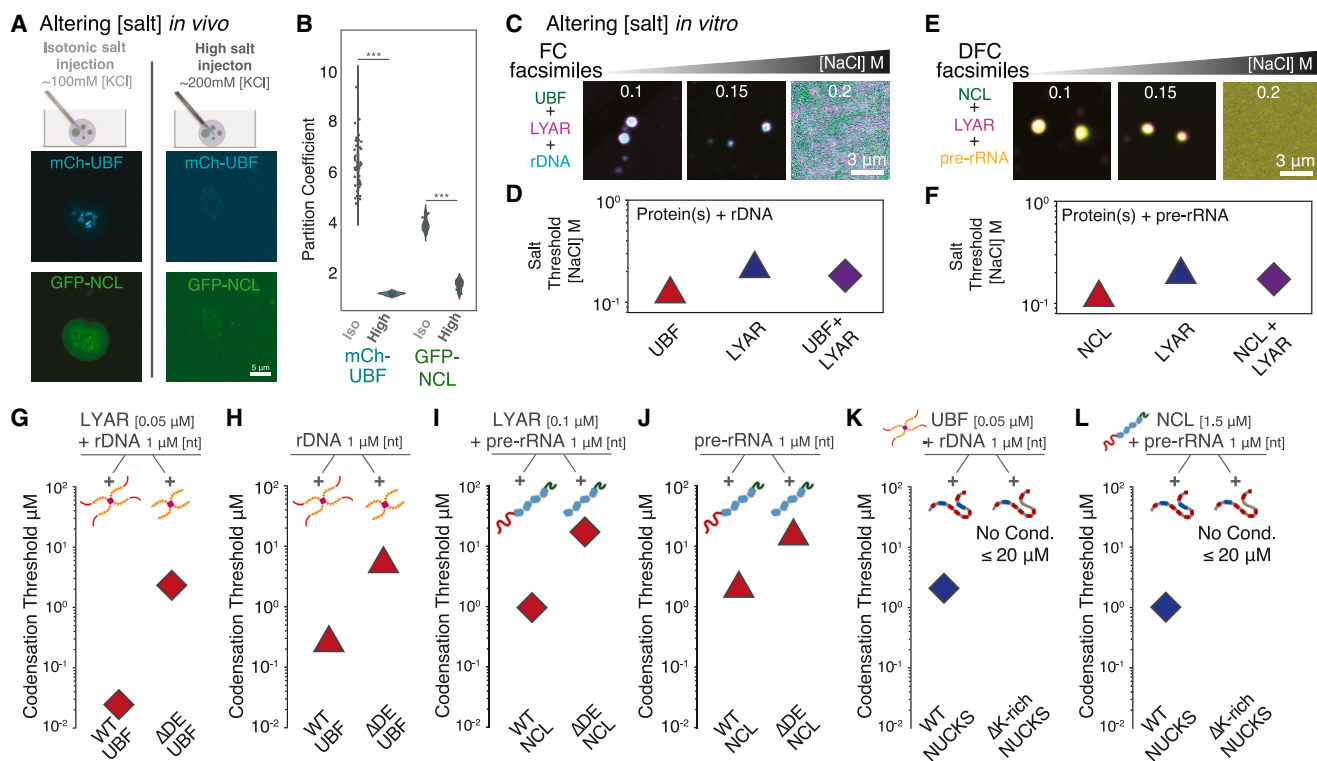 A Altering [salt] in vivo
Isotonic salt
injection
~100mM [KCl]
High salt
injecton
~200mM [KCl]
mCh-UBF
mCh-UBF
GFP-NCL
GFP-NCL
5 µm
B
Partition Coefficient
10
8
6
4
2
***
***
Iso
High
Iso
High
mCh-
UBF
GFP-
NCL
C Altering [salt] in vitro
FC
facsimiles
[NaCl] M
UBF
+
LYAR
+
rDNA
0.1
0.15
0.2
3 µm
D
Salt
Threshold
[NaCl] M
10⁰
10⁻¹
Protein(s) + rDNA
UBF
LYAR
UBF+
LYAR
E
DFC
facsimiles
[NaCl] M
NCL
+
LYAR
+
pre-rRNA
0.1
0.15
0.2
3 µm
F
Salt
Threshold
[NaCl] M
10⁰
10⁻¹
Protein(s) + pre-rRNA
NCL
LYAR
NCL+
LYAR
G
LYAR [0.05 µM]
+ rDNA 1 µM [nt]
+
+
Codensation Threshold µM
10²
10¹
10⁰
10⁻¹
10⁻²
WT
UBF
ΔDE
UBF
H
rDNA 1 µM [nt]
+
+
Codensation Threshold µM
10²
10¹
10⁰
10⁻¹
10⁻²
WT
UBF
ΔDE
UBF
I
LYAR [0.1 µM]
+ pre-rRNA 1 µM [nt]
+
+
Codensation Threshold µM
10²
10¹
10⁰
10⁻¹
10⁻²
WT
NCL
ΔDE
NCL
J
pre-rRNA 1 µM [nt]
+
+
Codensation Threshold µM
10²
10¹
10⁰
10⁻¹
10⁻²
WT
NCL
ΔDE
NCL
K
UBF [0.05 µM]
+ rDNA 1 µM [nt]
+
+
No Cond.
≤ 20 µM
Codensation Threshold µM
10²
10¹
10⁰
10⁻¹
10⁻²
WT
NUCKS
ΔK-rich
NUCKS
L
NCL [1.5 µM]
+ pre-rRNA 1 µM [nt]
+
+
No Cond.
≤ 20 µM
Codensation Threshold µM
10²
10¹
10⁰
10⁻¹
10⁻²
WT
NUCKS
ΔK-rich
NUCKS